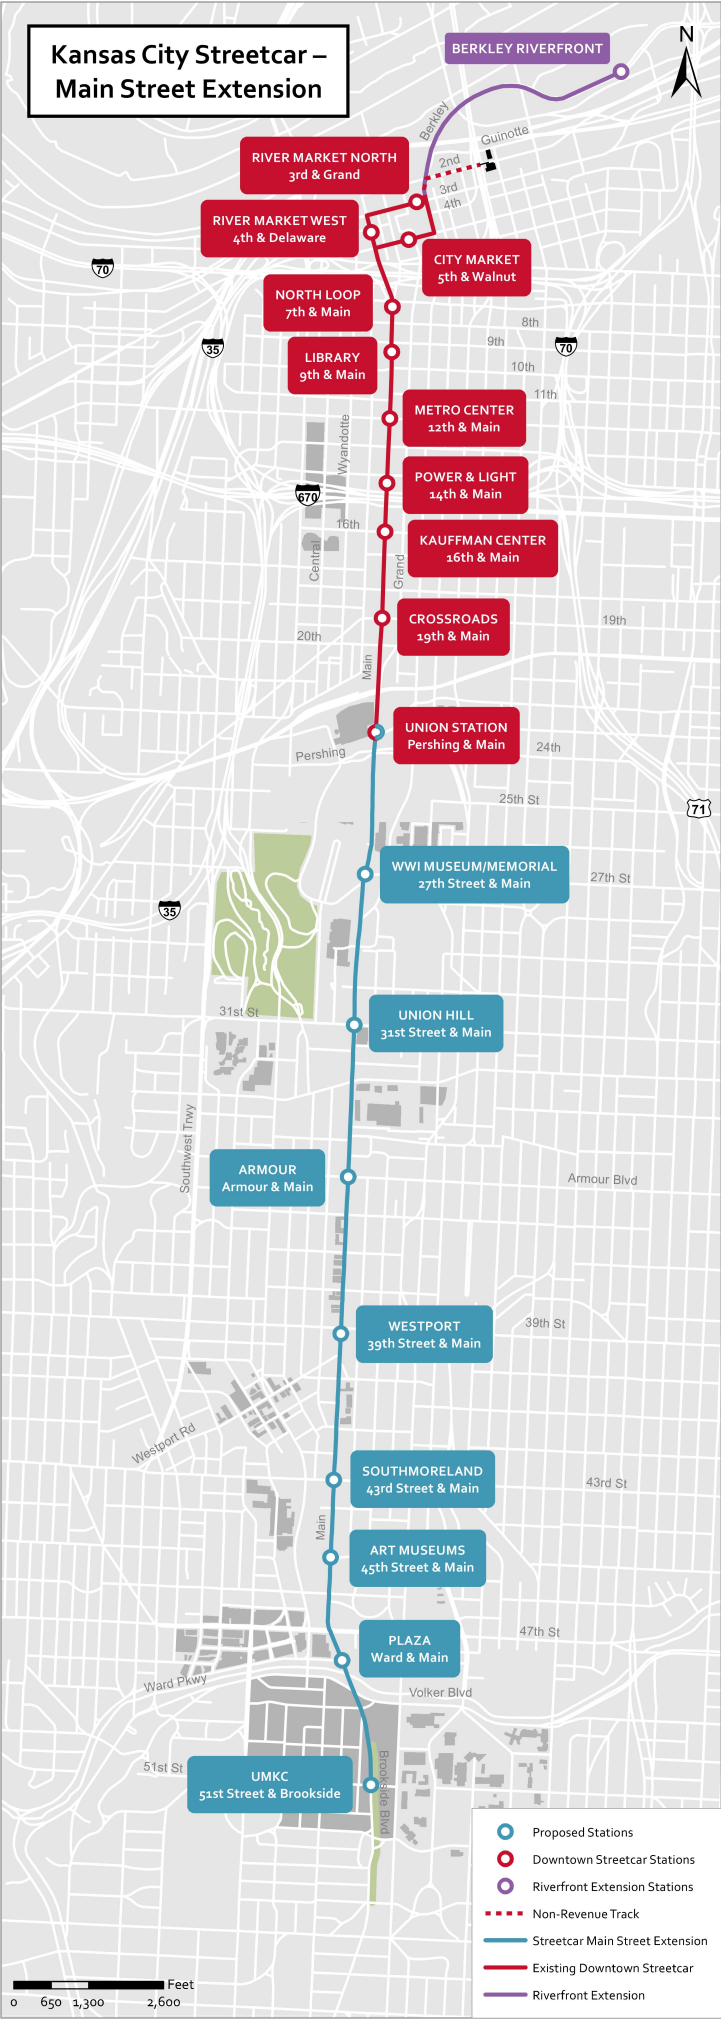 Kansas City Streetcar –
Main Street Extension
BERKLEY RIVERFRONT
N
Berkley
Guinotte
2nd
3rd
4th
RIVER MARKET NORTH
3rd & Grand
RIVER MARKET WEST
4th & Delaware
CITY MARKET
5th & Walnut
70
NORTH LOOP
7th & Main
8th
35
9th
70
LIBRARY
9th & Main
10th
11th
METRO CENTER
12th & Main
Wyandotte
POWER & LIGHT
14th & Main
670
16th
KAUFFMAN CENTER
16th & Main
Central
Grand
CROSSROADS
19th & Main
19th
20th
Main
UNION STATION
Pershing & Main
Pershing
24th
25th St
71
WWI MUSEUM/MEMORIAL
27th Street & Main
27th St
35
31st St
UNION HILL
31st Street & Main
Southwest Trwy
ARMOUR
Armour & Main
Armour Blvd
WESTPORT
39th Street & Main
39th St
Westport Rd
SOUTHMORELAND
43rd Street & Main
43rd St
Main
ART MUSEUMS
45th Street & Main
47th St
PLAZA
Ward & Main
Ward Pkwy
Volker Blvd
51st St
UMKC
51st Street & Brookside
Brookside Blvd
Proposed Stations
Downtown Streetcar Stations
Riverfront Extension Stations
Non-Revenue Track
Streetcar Main Street Extension
Existing Downtown Streetcar
Riverfront Extension
Feet
0 650 1,300 2,600